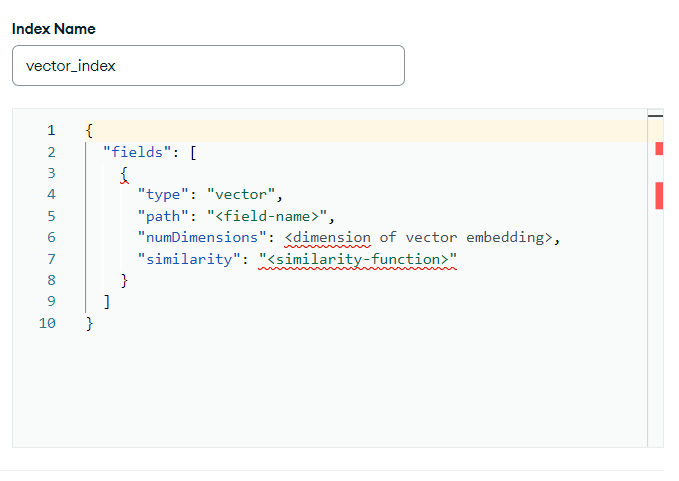 Index Name
vector_index
1 {
2 "fields": [
3 {
4 "type": "vector",
5 "path": "<field-name>",
6 "numDimensions": <dimension of vector embedding>,
7 "similarity": "<similarity-function>"
8 }
9 ]
10 }